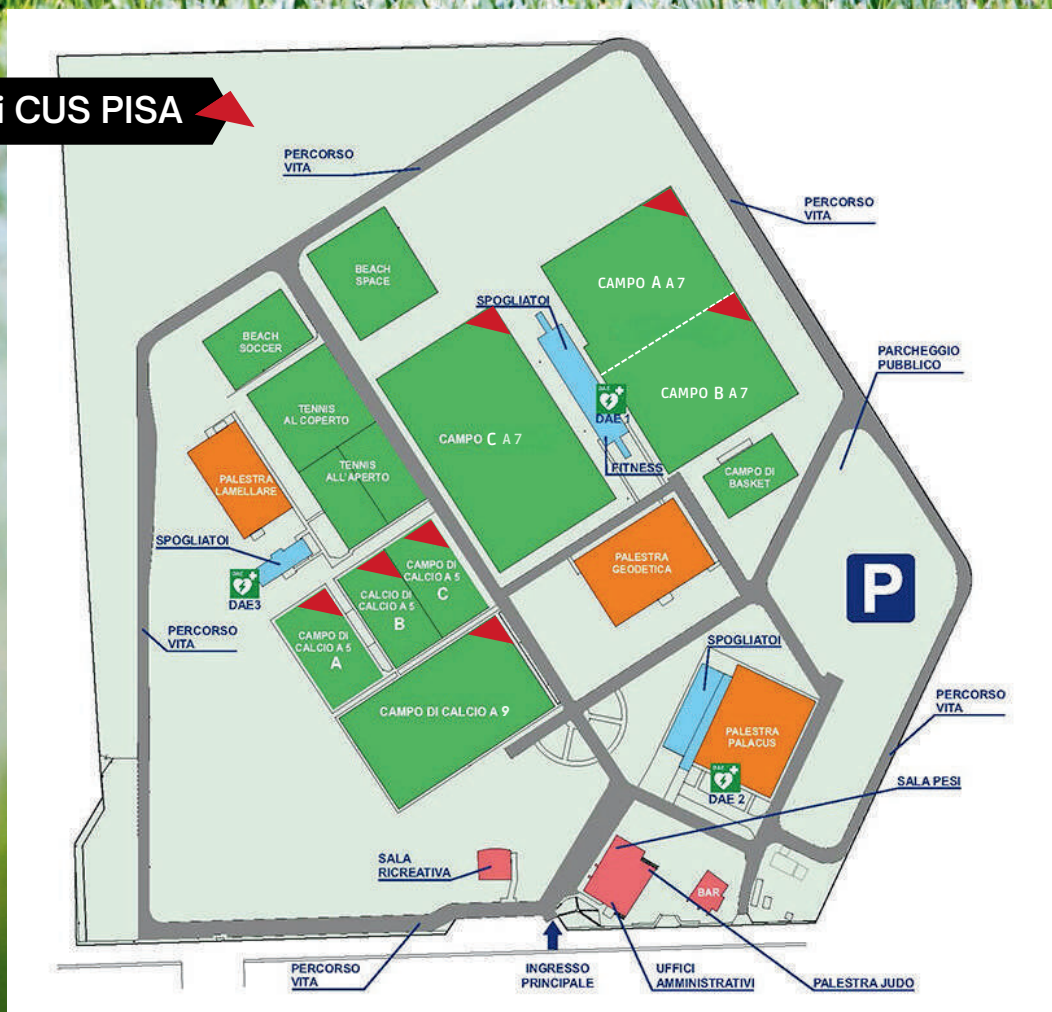 i CUS PISA
PERCORSO
VITA
PERCORSO
VITA
BEACH
SPACE
CAMPO A A 7
SPOGLIATOI
BEACH
SOCCER
PARCHEGGIO
PUBBLICO
CAMPO B A 7
DAE
DAE 1
TENNIS
AL COPERTO
CAMPO C A 7
FITNESS
TENNIS
ALL'APERTO
CAMPO DI
BASKET
PALESTRA
LAMELLARE
SPOGLIATOI
PALESTRA
GEODETICA
CAMPO DI
CALCIO A 5
C
DAE
DAE3
CALCIO DI
CALCIO A 5
B
P
PERCORSO
VITA
CAMPO DI
CALCIO A 5
A
SPOGLIATOI
CAMPO DI CALCIO A 9
PERCORSO
VITA
PALESTRA
PALACUS
DAE
DAE 2
SALA PESI
SALA
RICREATIVA
BAR
PERCORSO
VITA
INGRESSO
PRINCIPALE
UFFICI
AMMINISTRATIVI
PALESTRA JUDO